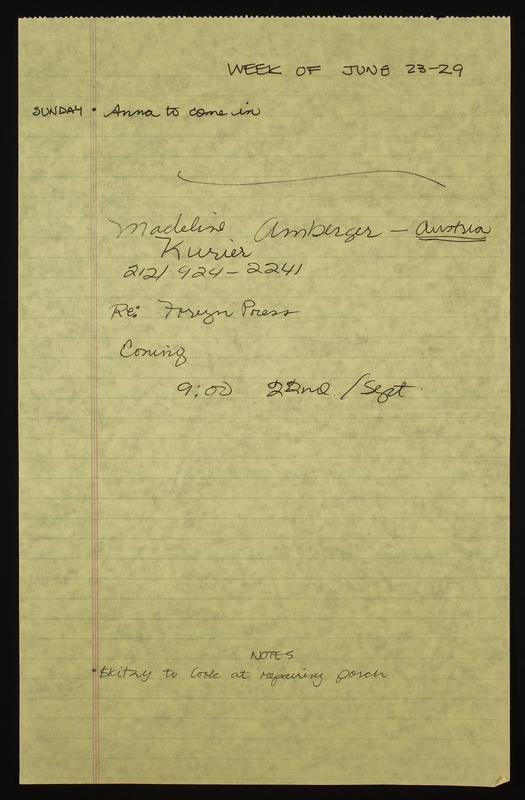 WEEK OF JUNE 23-29
SUNDAY • Anna to come in
Madeline Amberger - Austria
Kurier
212/ 924-2241
Re: Foreign Press
Coming
9:00 22nd / Sept.
NOTES
• to look at repairing porch